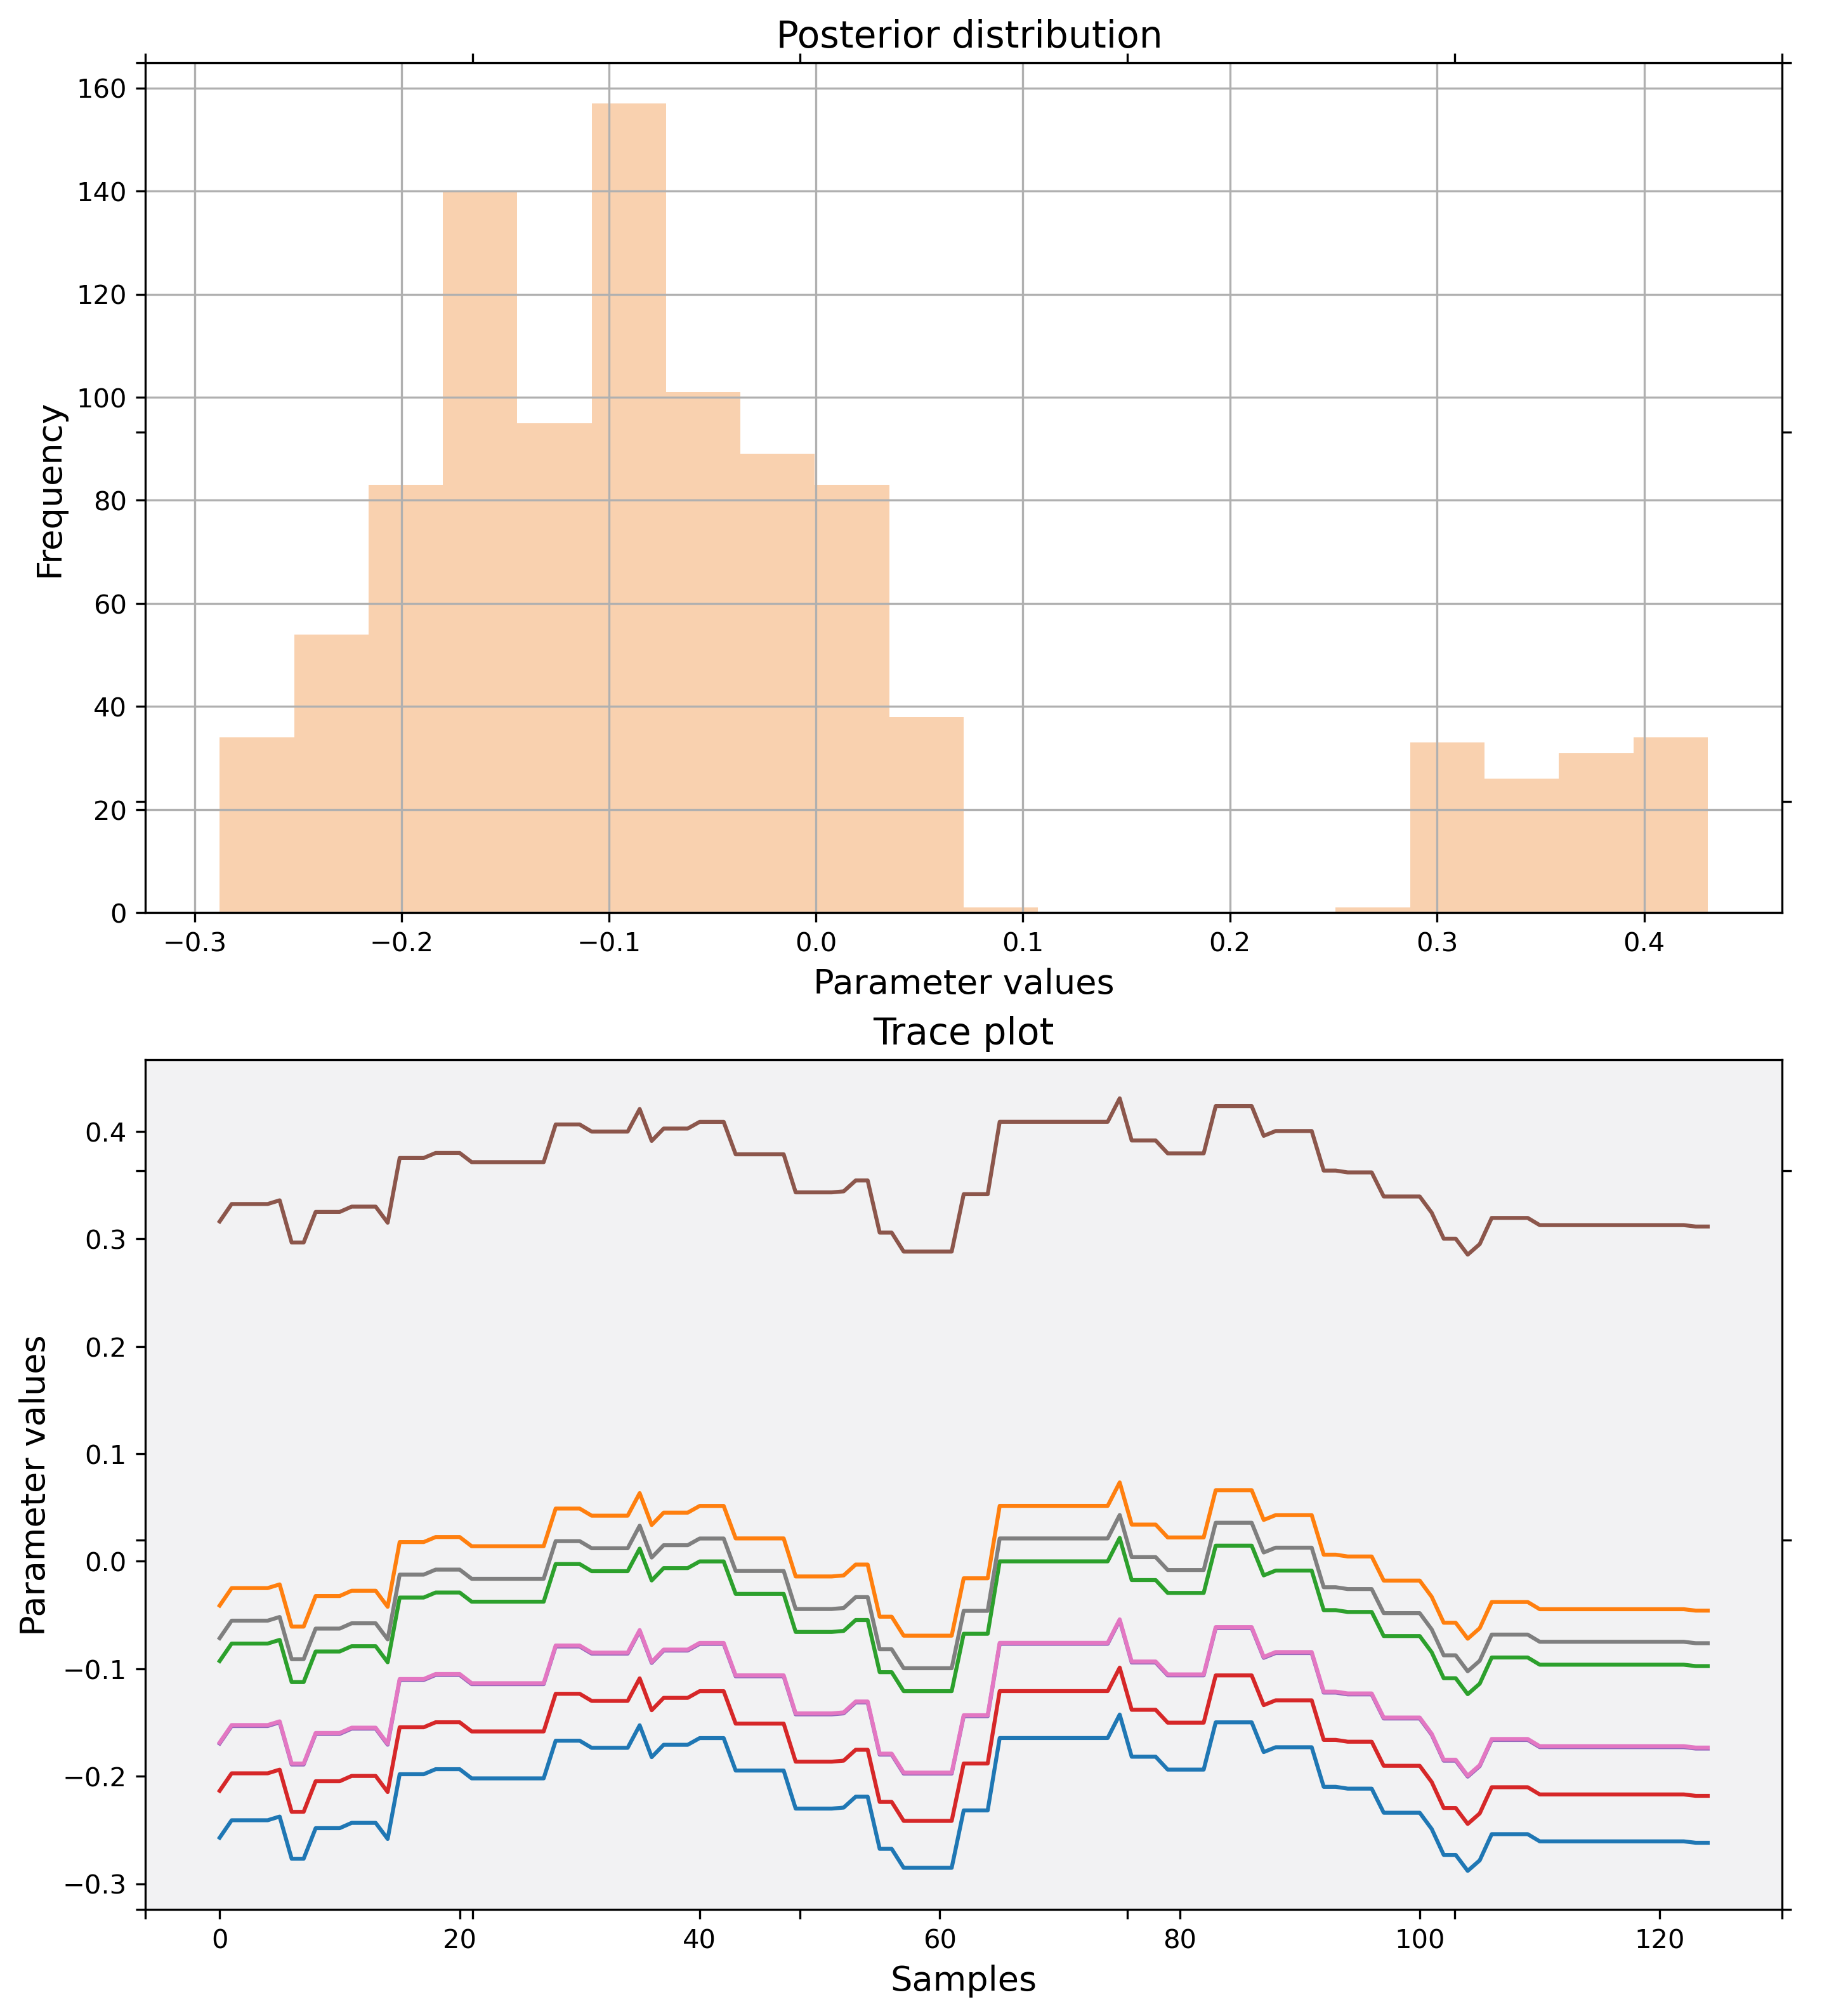 Posterior distribution
160
140
120
100
80
60
40
20
0
Frequency
−0.3 −0.2 −0.1 0.0 0.1 0.2 0.3 0.4
Parameter values
Trace plot
0.4
0.3
0.2
0.1
0.0
−0.1
−0.2
−0.3
Parameter values
0 20 40 60 80 100 120
Samples